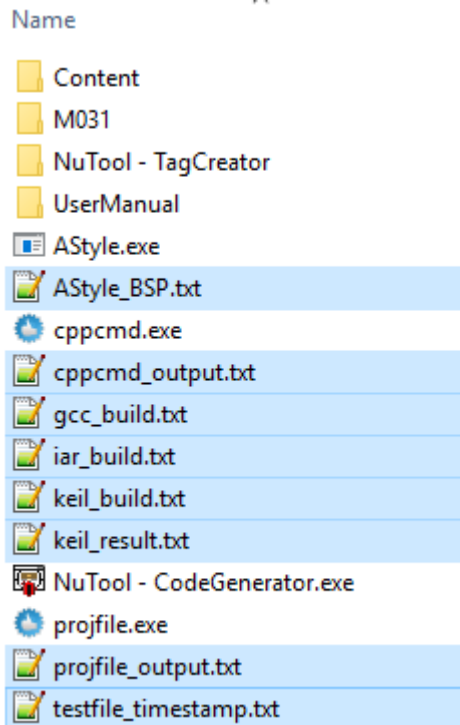 Name
Content
M031
NuTool - TagCreator
UserManual
AStyle.exe
AStyle_BSP.txt
cppcmd.exe
cppcmd_output.txt
gcc_build.txt
iar_build.txt
keil_build.txt
keil_result.txt
NuTool - CodeGenerator.exe
projfile.exe
projfile_output.txt
testfile_timestamp.txt